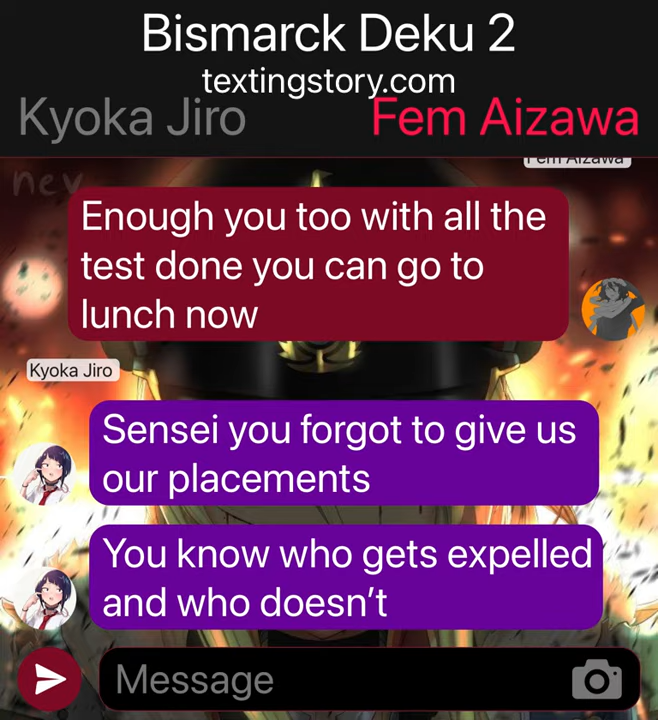 Bismarck Deku 2
textingstory.com
Kyoka Jiro
Fem Aizawa
Fem Aizawa
Enough you too with all the
test done you can go to
lunch now
Kyoka Jiro
Sensei you forgot to give us
our placements
You know who gets expelled
and who doesn’t
Message